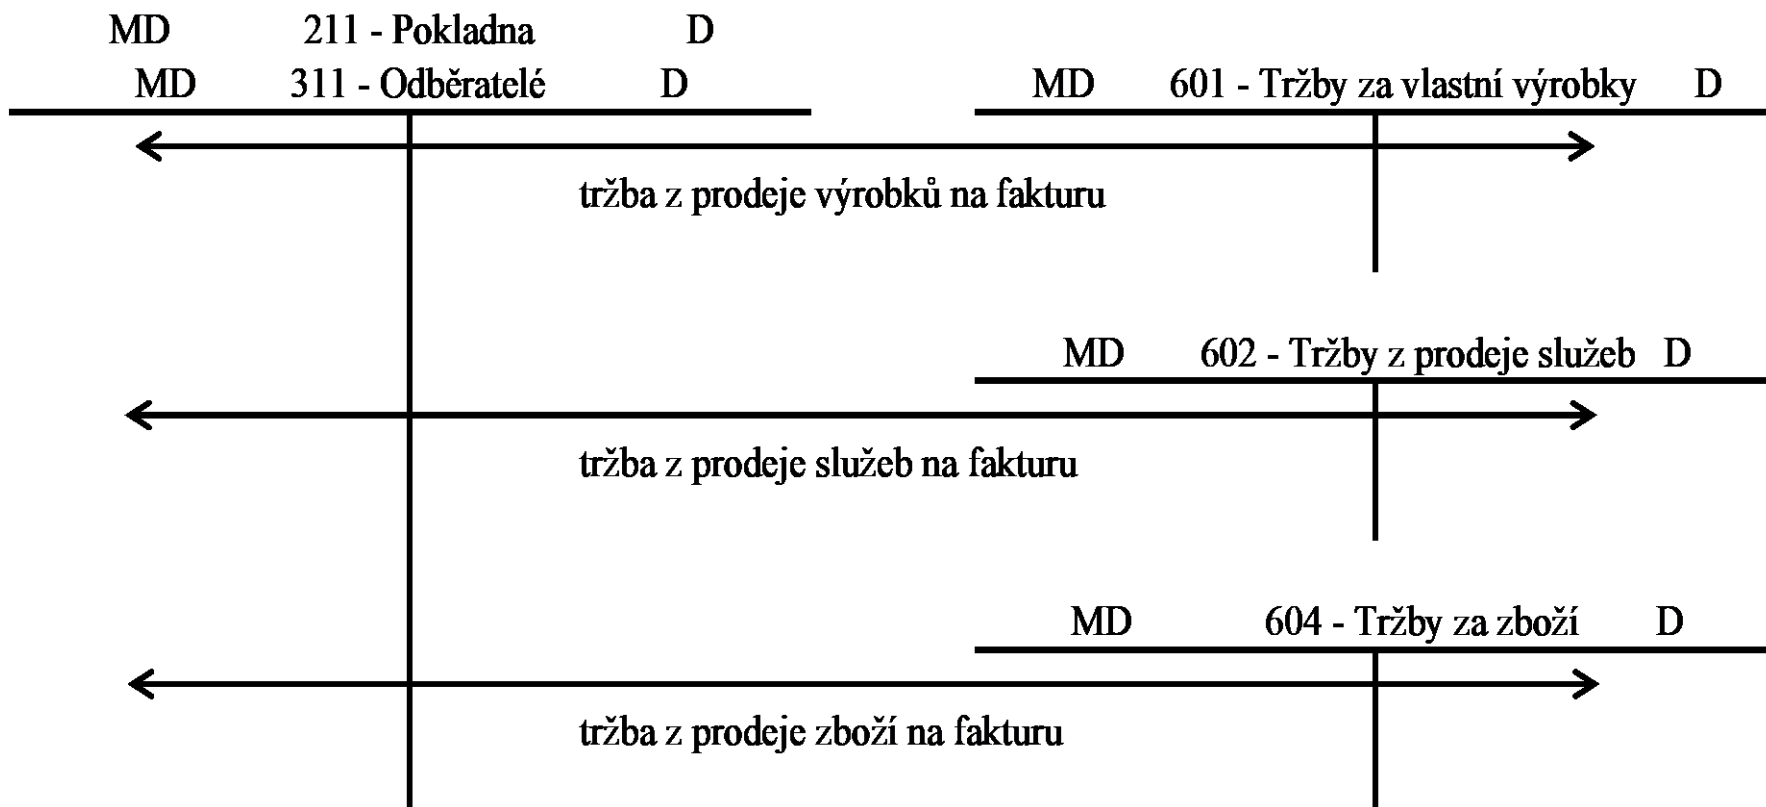 MD 211 - Pokladna D
MD 311 - Odběratelé D
MD 601 - Tržby za vlastní výrobky D
tržba z prodeje výrobků na fakturu
MD 602 - Tržby z prodeje služeb D
tržba z prodeje služeb na fakturu
MD 604 - Tržby za zboží D
tržba z prodeje zboží na fakturu